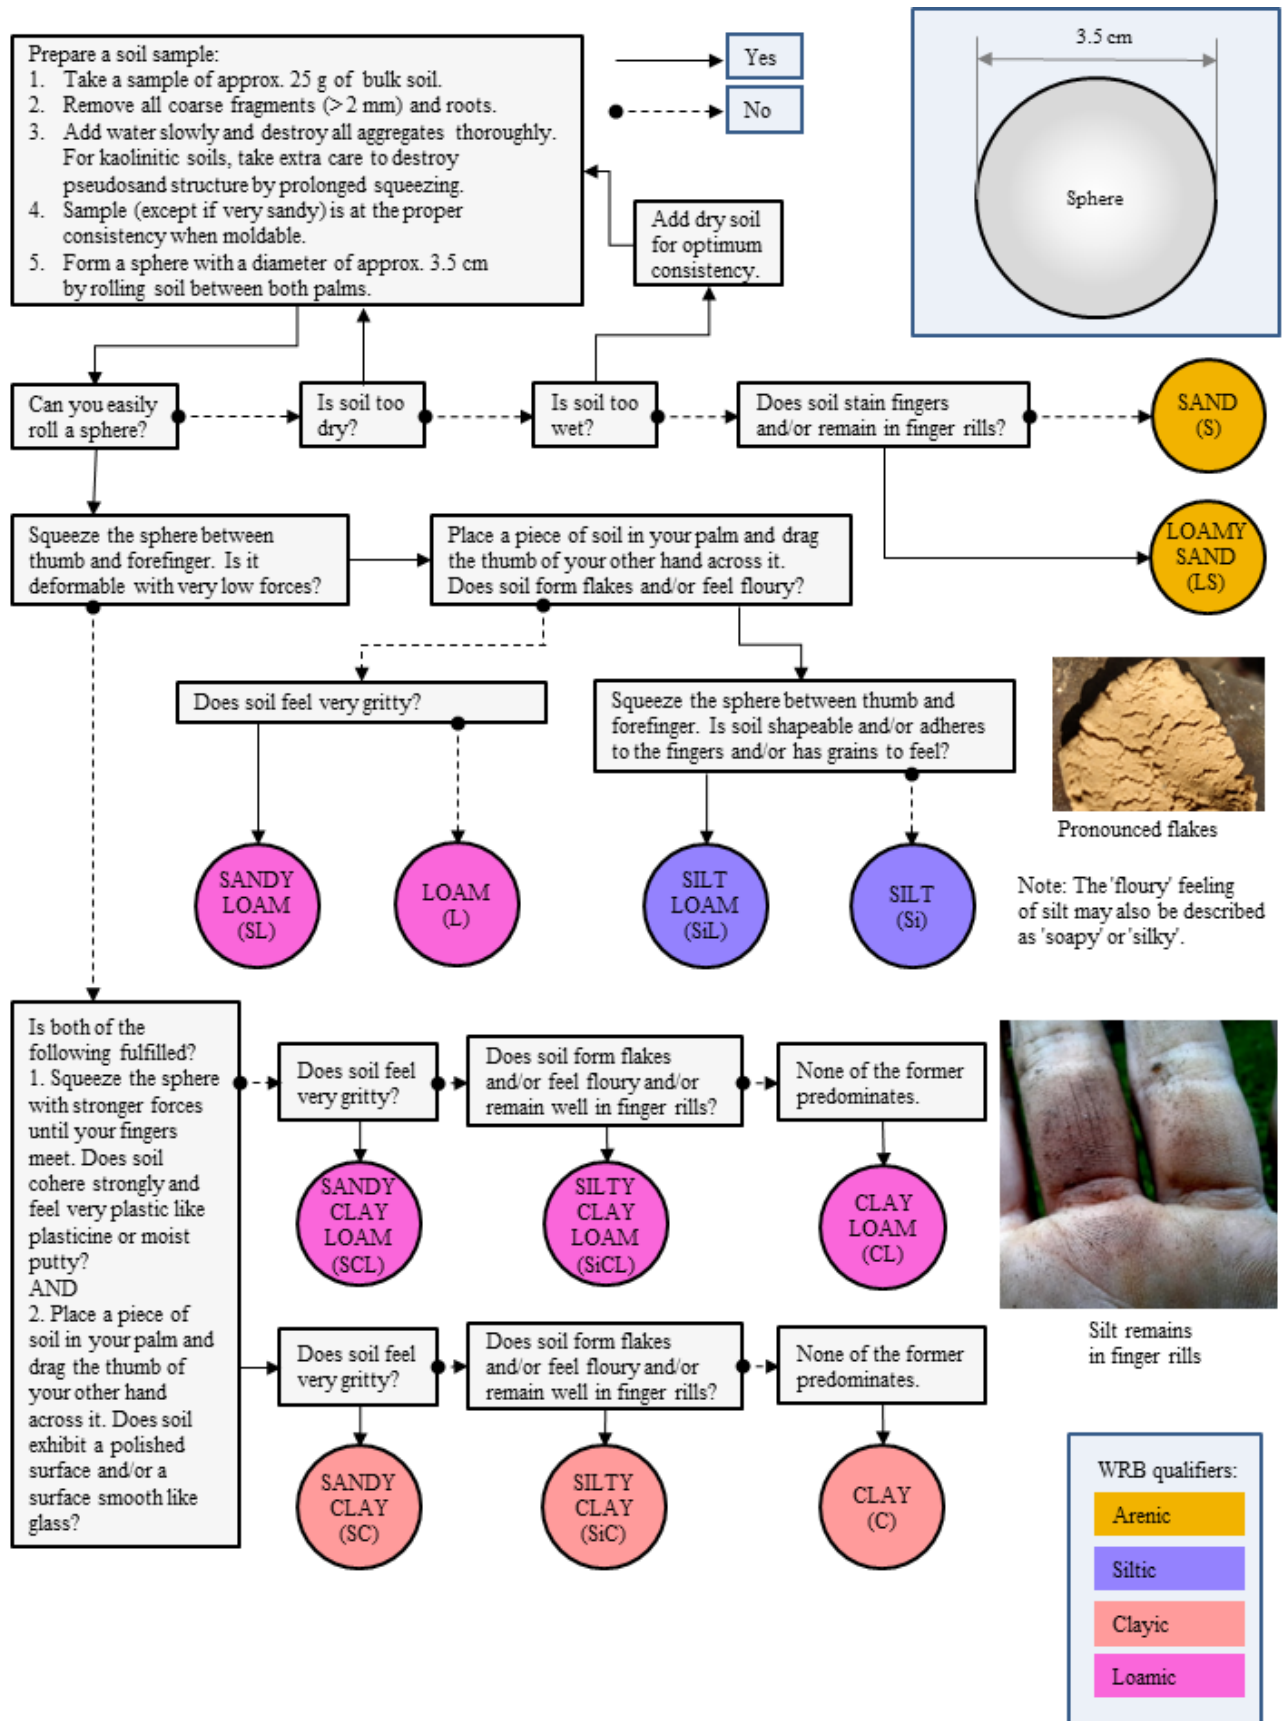 Prepare a soil sample:
1. Take a sample of approx. 25 g of bulk soil.
2. Remove all coarse fragments (> 2 mm) and roots.
3. Add water slowly and destroy all aggregates thoroughly.
For kaolinitic soils, take extra care to destroy
pseudosand structure by prolonged squeezing.
4. Sample (except if very sandy) is at the proper
consistency when moldable.
5. Form a sphere with a diameter of approx. 3.5 cm
by rolling soil between both palms.
Yes
No
3.5 cm
Sphere
Add dry soil
for optimum
consistency.
Can you easily
roll a sphere?
Is soil too
dry?
Is soil too
wet?
Does soil stain fingers
and/or remain in finger rills?
SAND
(S)
LOAMY
SAND
(LS)
Squeeze the sphere between
thumb and forefinger. Is it
deformable with very low forces?
Place a piece of soil in your palm and drag
the thumb of your other hand across it.
Does soil form flakes and/or feel floury?
Does soil feel very gritty?
Squeeze the sphere between thumb and
forefinger. Is soil shapeable and/or adheres
to the fingers and/or has grains to feel?
Pronounced flakes
SANDY
LOAM
(SL)
LOAM
(L)
SILT
LOAM
(SiL)
SILT
(Si)
Note: The 'floury' feeling
of silt may also be described
as 'soapy' or 'silky'.
Is both of the
following fulfilled?
1. Squeeze the sphere
with stronger forces
until your fingers
meet. Does soil
cohere strongly and
feel very plastic like
plasticine or moist
putty?
AND
2. Place a piece of
soil in your palm and
drag the thumb of
your other hand
across it. Does soil
exhibit a polished
surface and/or a
surface smooth like
glass?
Does soil feel
very gritty?
Does soil form flakes
and/or feel floury and/or
remain well in finger rills?
None of the former
predominates.
SANDY
CLAY
LOAM
(SCL)
SILTY
CLAY
LOAM
(SiCL)
CLAY
LOAM
(CL)
Silt remains
in finger rills
Does soil feel
very gritty?
Does soil form flakes
and/or feel floury and/or
remain well in finger rills?
None of the former
predominates.
SANDY
CLAY
(SC)
SILTY
CLAY
(SiC)
CLAY
(C)
WRB qualifiers:
Arenic
Siltic
Clayic
Loamic